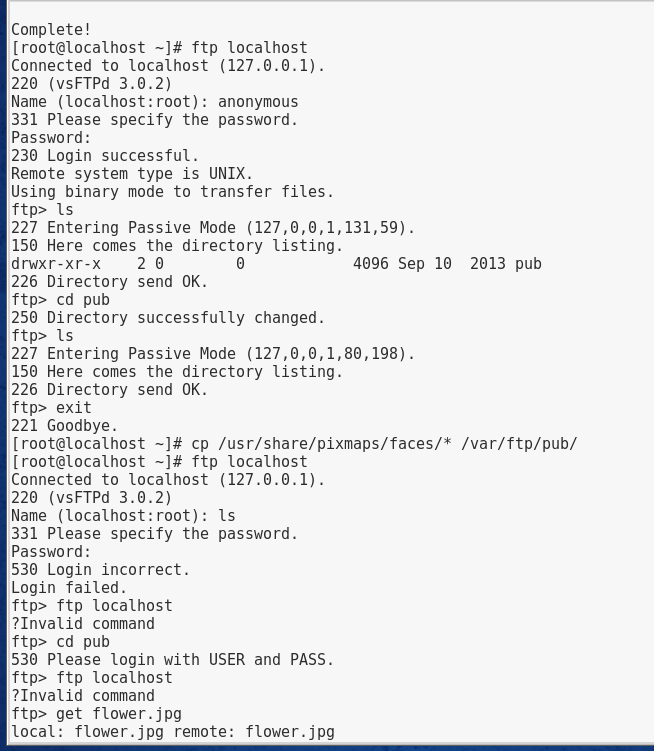 Complete!
[root@localhost ~]# ftp localhost
Connected to localhost (127.0.0.1).
220 (vsFTPd 3.0.2)
Name (localhost:root): anonymous
331 Please specify the password.
Password:
230 Login successful.
Remote system type is UNIX.
Using binary mode to transfer files.
ftp> ls
227 Entering Passive Mode (127,0,0,1,131,59).
150 Here comes the directory listing.
drwxr-xr-x    2 0        0            4096 Sep 10  2013 pub
226 Directory send OK.
ftp> cd pub
250 Directory successfully changed.
ftp> ls
227 Entering Passive Mode (127,0,0,1,80,198).
150 Here comes the directory listing.
226 Directory send OK.
ftp> exit
221 Goodbye.
[root@localhost ~]# cp /usr/share/pixmaps/faces/* /var/ftp/pub/
[root@localhost ~]# ftp localhost
Connected to localhost (127.0.0.1).
220 (vsFTPd 3.0.2)
Name (localhost:root): ls
331 Please specify the password.
Password:
530 Login incorrect.
Login failed.
ftp> ftp localhost
?Invalid command
ftp> cd pub
530 Please login with USER and PASS.
ftp> ftp localhost
?Invalid command
ftp> get flower.jpg
local: flower.jpg remote: flower.jpg